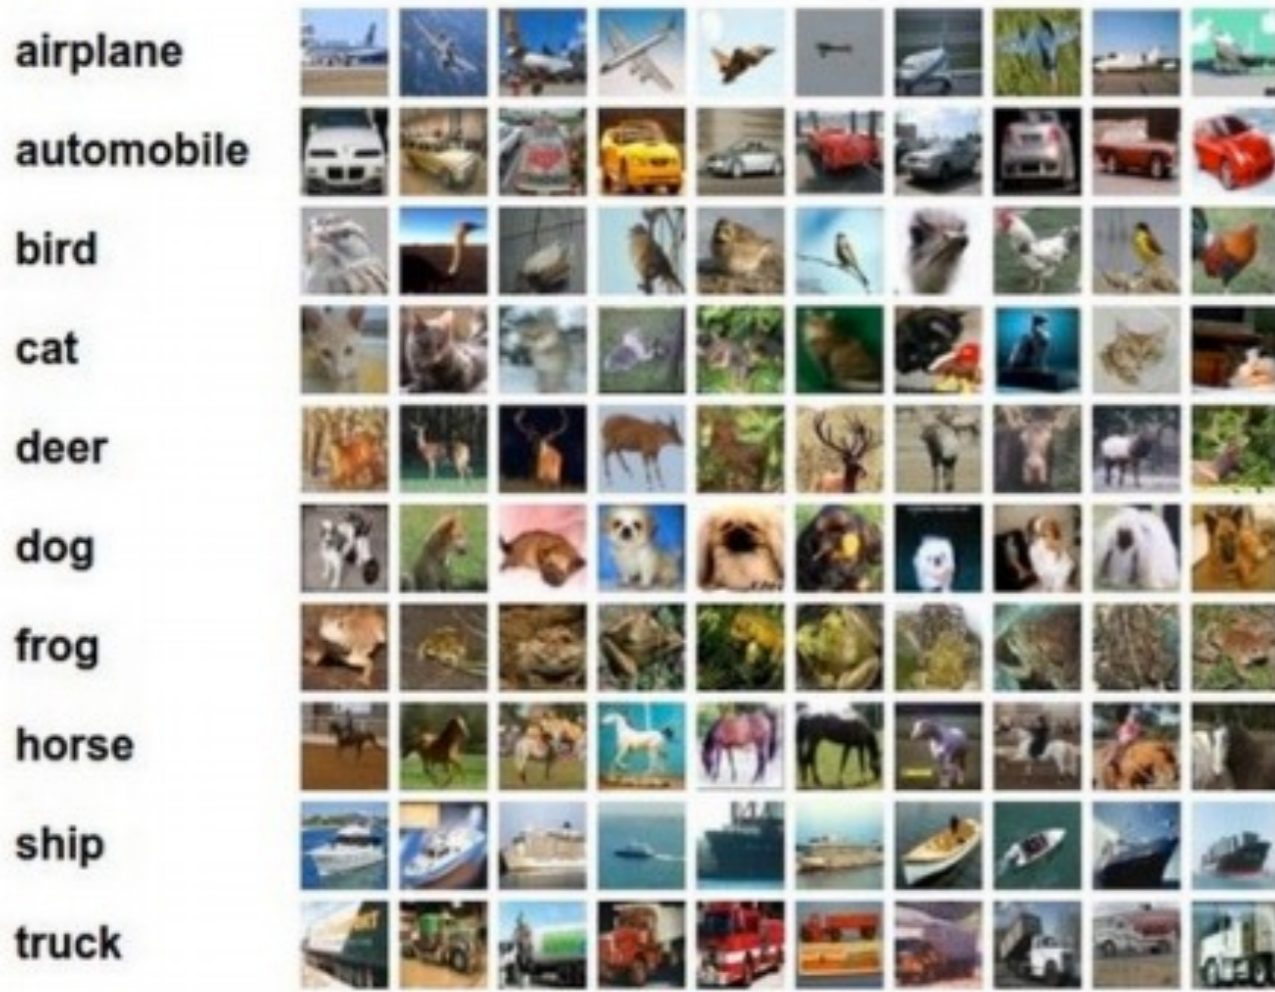 airplane
automobile
bird
cat
deer
dog
frog
horse
ship
truck